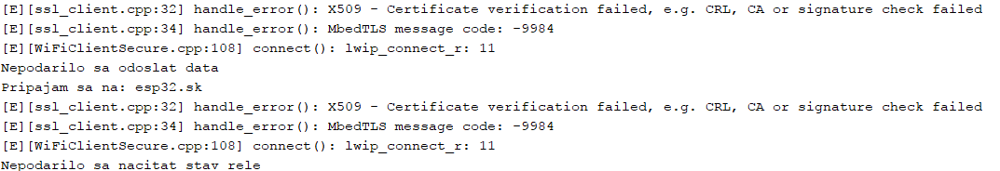 [E][ssl_client.cpp:32] handle_error(): X509 - Certificate verification failed, e.g. CRL, CA or signature check failed
[E][ssl_client.cpp:34] handle_error(): MbedTLS message code: -9984
[E][WiFiClientSecure.cpp:108] connect(): lwip_connect_r: 11
Nepodarilo sa odoslat data
Pripajam sa na: esp32.sk
[E][ssl_client.cpp:32] handle_error(): X509 - Certificate verification failed, e.g. CRL, CA or signature check failed
[E][ssl_client.cpp:34] handle_error(): MbedTLS message code: -9984
[E][WiFiClientSecure.cpp:108] connect(): lwip_connect_r: 11
Nepodarilo sa nacitat stav rele